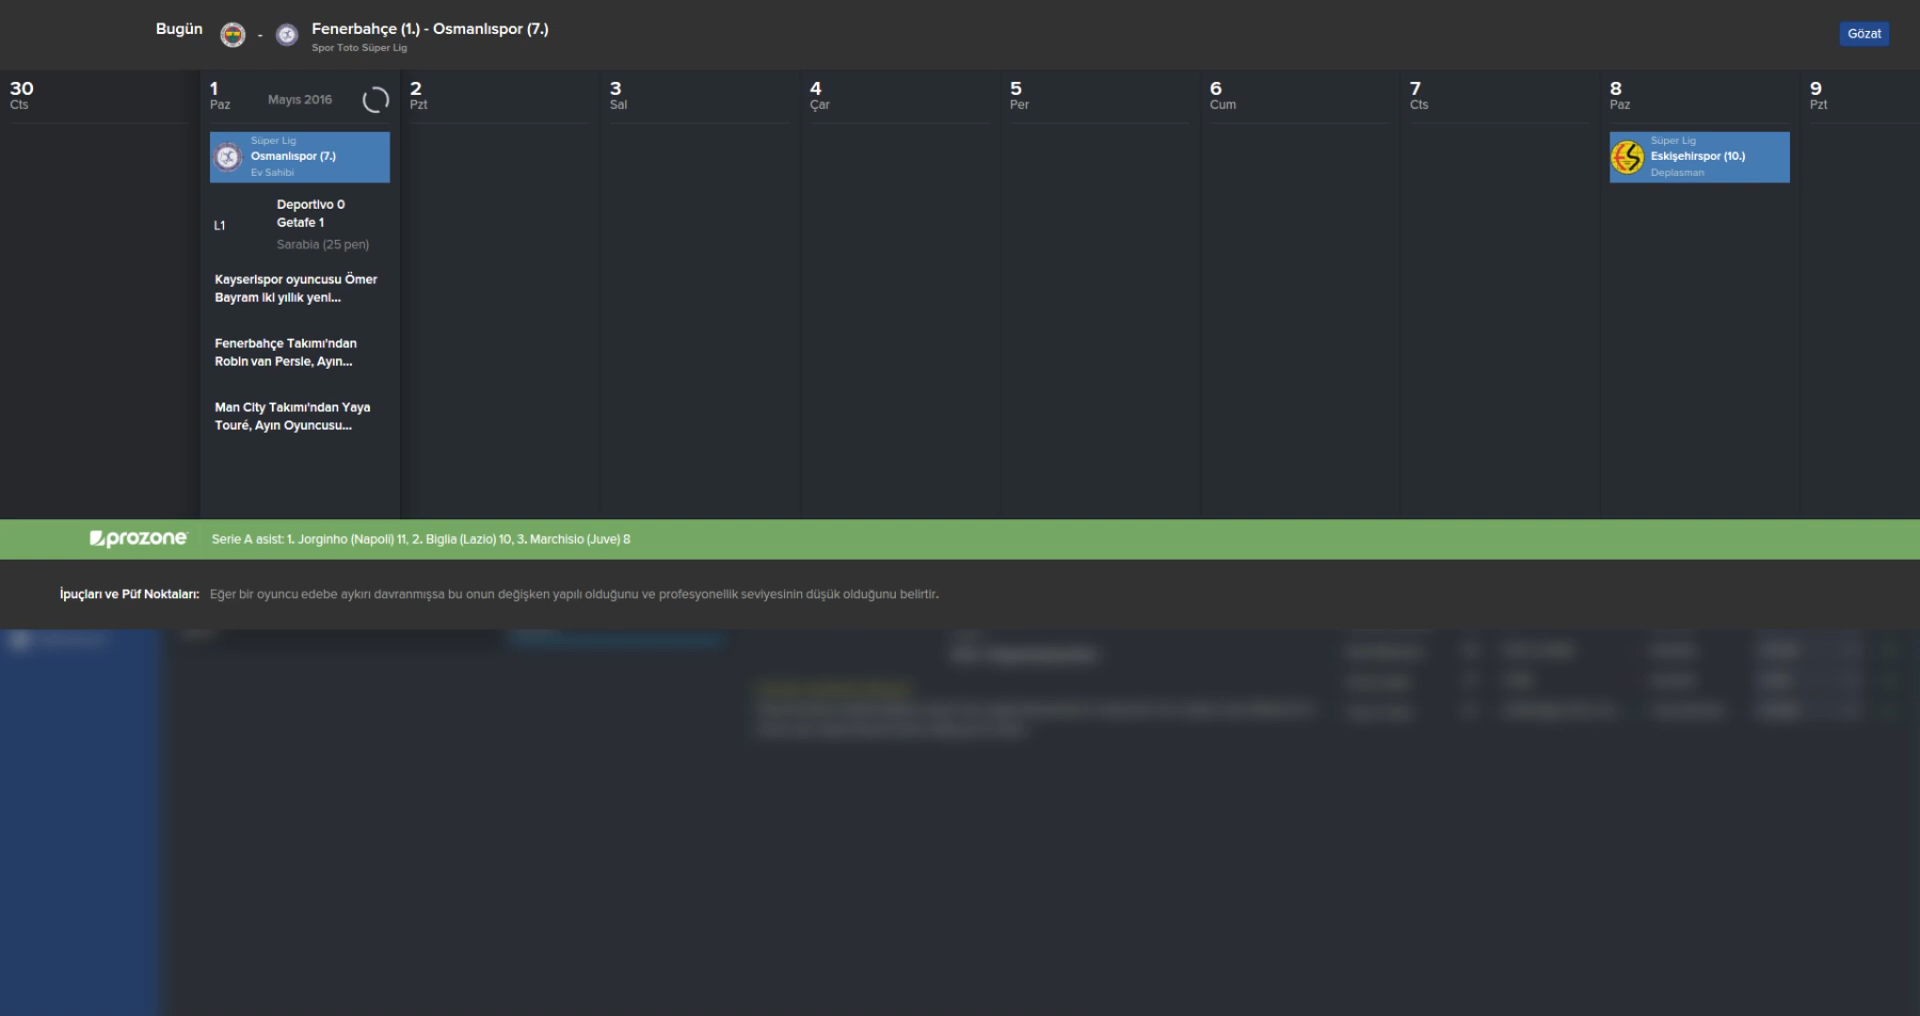 Bugün - Fenerbahçe (1.) - Osmanlıspor (7.)
Spor Toto Süper Lig
Gözat
30
Cts
1
Paz
Mayıs 2016
2
Pzt
3
Sal
4
Çar
5
Per
6
Cum
7
Cts
8
Paz
9
Pzt
Süper Lig
Osmanlıspor (7.)
Ev Sahibi
Süper Lig
Eskişehirspor (10.)
Deplasman
L1
Deportivo 0
Getafe 1
Sarabia (25 pen)
Kayserispor oyuncusu Ömer
Bayram iki yıllık yeni...
Fenerbahçe Takımı'ndan
Robin van Persie, Ayın...
Man City Takımı'ndan Yaya
Touré, Ayın Oyuncusu...
prozone
Serie A asist: 1. Jorginho (Napoli) 11, 2. Biglia (Lazio) 10, 3. Marchisio (Juve) 8
İpuçları ve Püf Noktaları: Eğer bir oyuncu edebe aykırı davranmışsa bu onun değişken yapılı olduğunu ve profesyonellik seviyesinin düşük olduğunu belirtir.